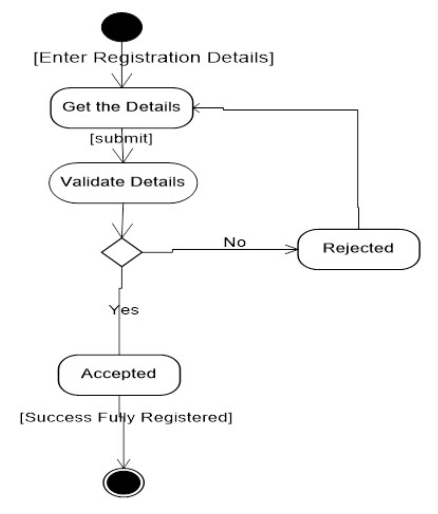 [Enter Registration Details]
Get the Details
[submit]
Validate Details
No
Rejected
Yes
Accepted
[Success Fully Registered]